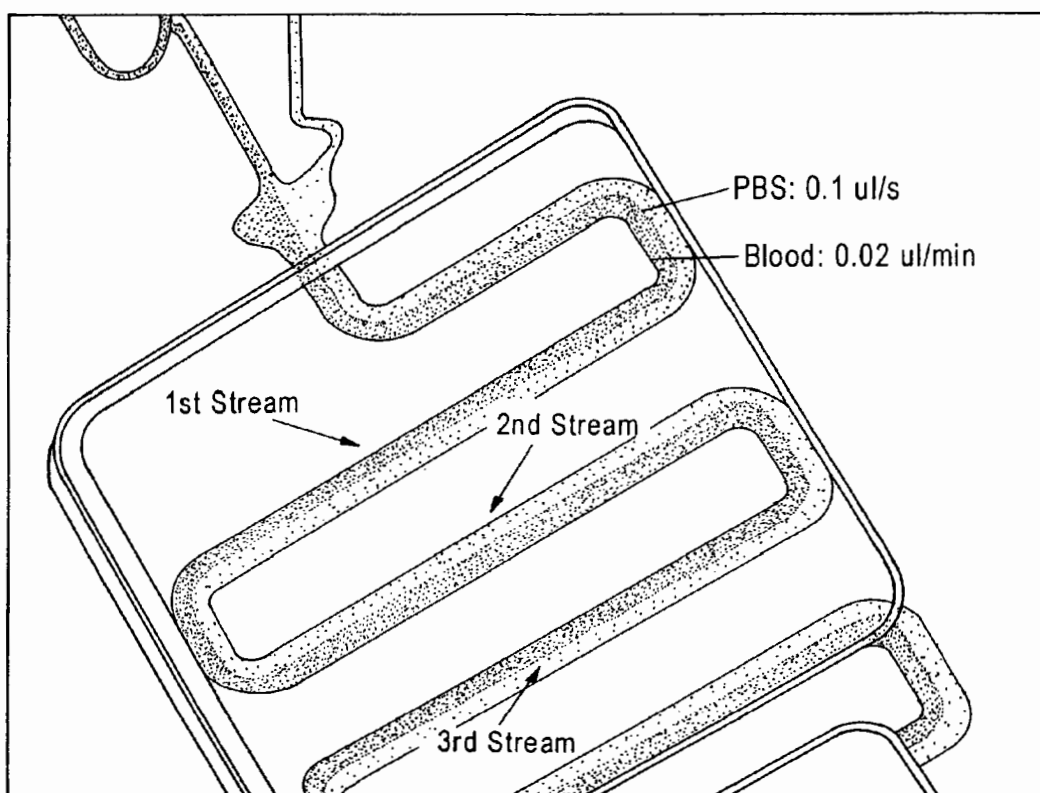 PBS: 0.1 ul/s
Blood: 0.02 ul/min
1st Stream
2nd Stream
3rd Stream